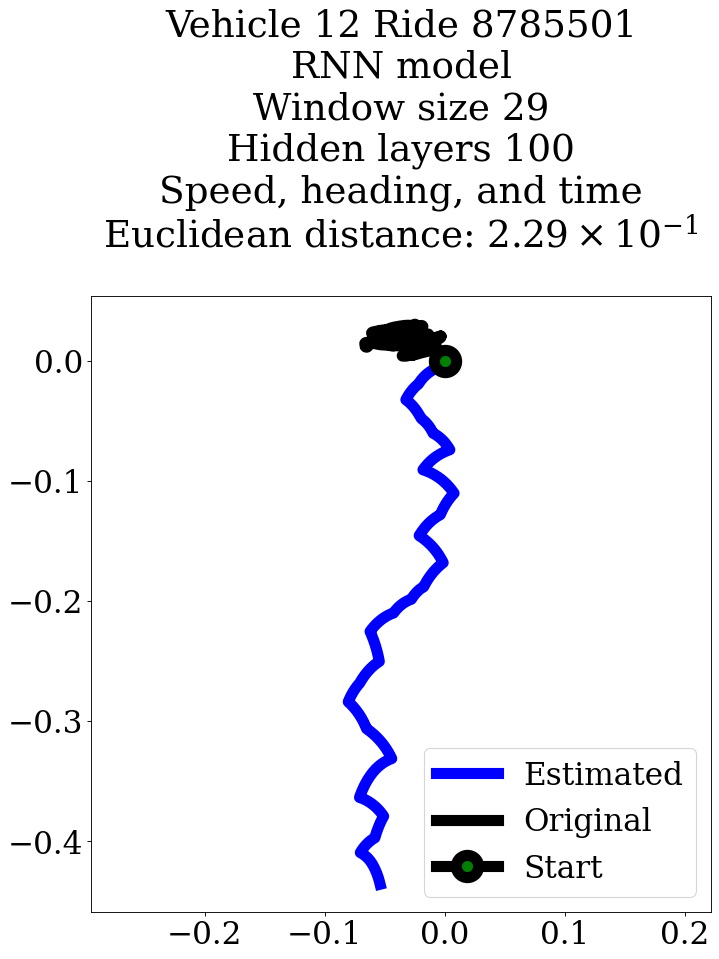 Vehicle 12 Ride 8785501
RNN model
Window size 29
Hidden layers 100
Speed, heading, and time
Euclidean distance: 2.29 × 10⁻¹
0.0
−0.1
−0.2
−0.3
−0.4
Estimated
Original
Start
−0.2
−0.1
0.0
0.1
0.2